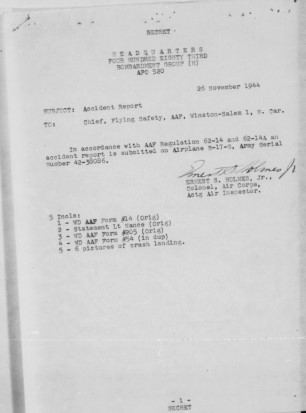 SECRET
HEADQUARTERS
FOUR HUNDRED EIGHTY THIRD
BOMBARDMENT GROUP (H)
APO 520
26 November 1944
SUBJECT: Accident Report
TO: Chief, Flying Safety, AAF, Winston-Salem 1, N. Car.
In accordance with AAF Regulation 62-14 and 62-14A an
accident report is submitted on Airplane B-17-G, Army Serial
Number
ERNEST S. HOLMES, Jr.,
Colonel, Air Corps,
Actg Air Inspector.
5 Incls:
1 - WD AAF Form #14 (Orig)
2 - Statement Lt Nance (Orig)
3 - WD AAF Form #205 (Orig)
4 - WD AAF Form #54 (in dup)
5 - 6 pictures of crash landing.
- 1 -
SECRET